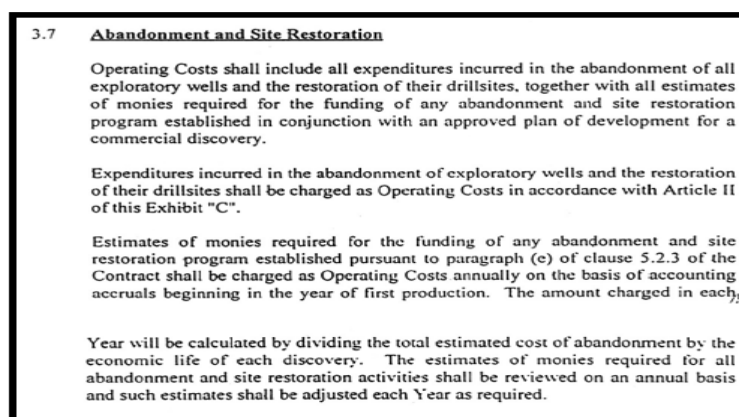 3.7 Abandonment and Site Restoration
Operating Costs shall include all expenditures incurred in the abandonment of all
exploratory wells and the restoration of their drillsites, together with all estimates
of monies required for the funding of any abandonment and site restoration
program established in conjunction with an approved plan of development for a
commercial discovery.
Expenditures incurred in the abandonment of exploratory wells and the restoration
of their drillsites shall be charged as Operating Costs in accordance with Article II
of this Exhibit "C".
Estimates of monies required for the funding of any abandonment and site
restoration program established pursuant to paragraph (e) of clause 5.2.3 of the
Contract shall be charged as Operating Costs annually on the basis of accounting
accruals beginning in the year of first production. The amount charged in each
Year will be calculated by dividing the total estimated cost of abandonment by the
economic life of each discovery. The estimates of monies required for all
abandonment and site restoration activities shall be reviewed on an annual basis
and such estimates shall be adjusted each Year as required.